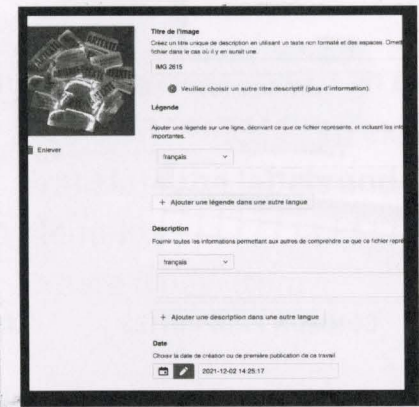 Titre de l'image
Créez un titre unique de description en utilisant un texte non formaté et des espaces. Omett
fichier dans le cas où il y en aurait une.
IMG 2615
Veuillez choisir un autre titre descriptif (plus d'information).
Légende
Ajouter une légende sur une ligne, décrivant ce que ce fichier représente, et incluant les info
importantes.
Enlever
français
+ Ajouter une légende dans une autre langue
Description
Fournir toutes les informations permettant aux autres de comprendre ce que ce fichier repré
français
+ Ajouter une description dans une autre langue
Date
Choisir la date de création ou de première publication de ce travail
2021-12-02 14:25:17